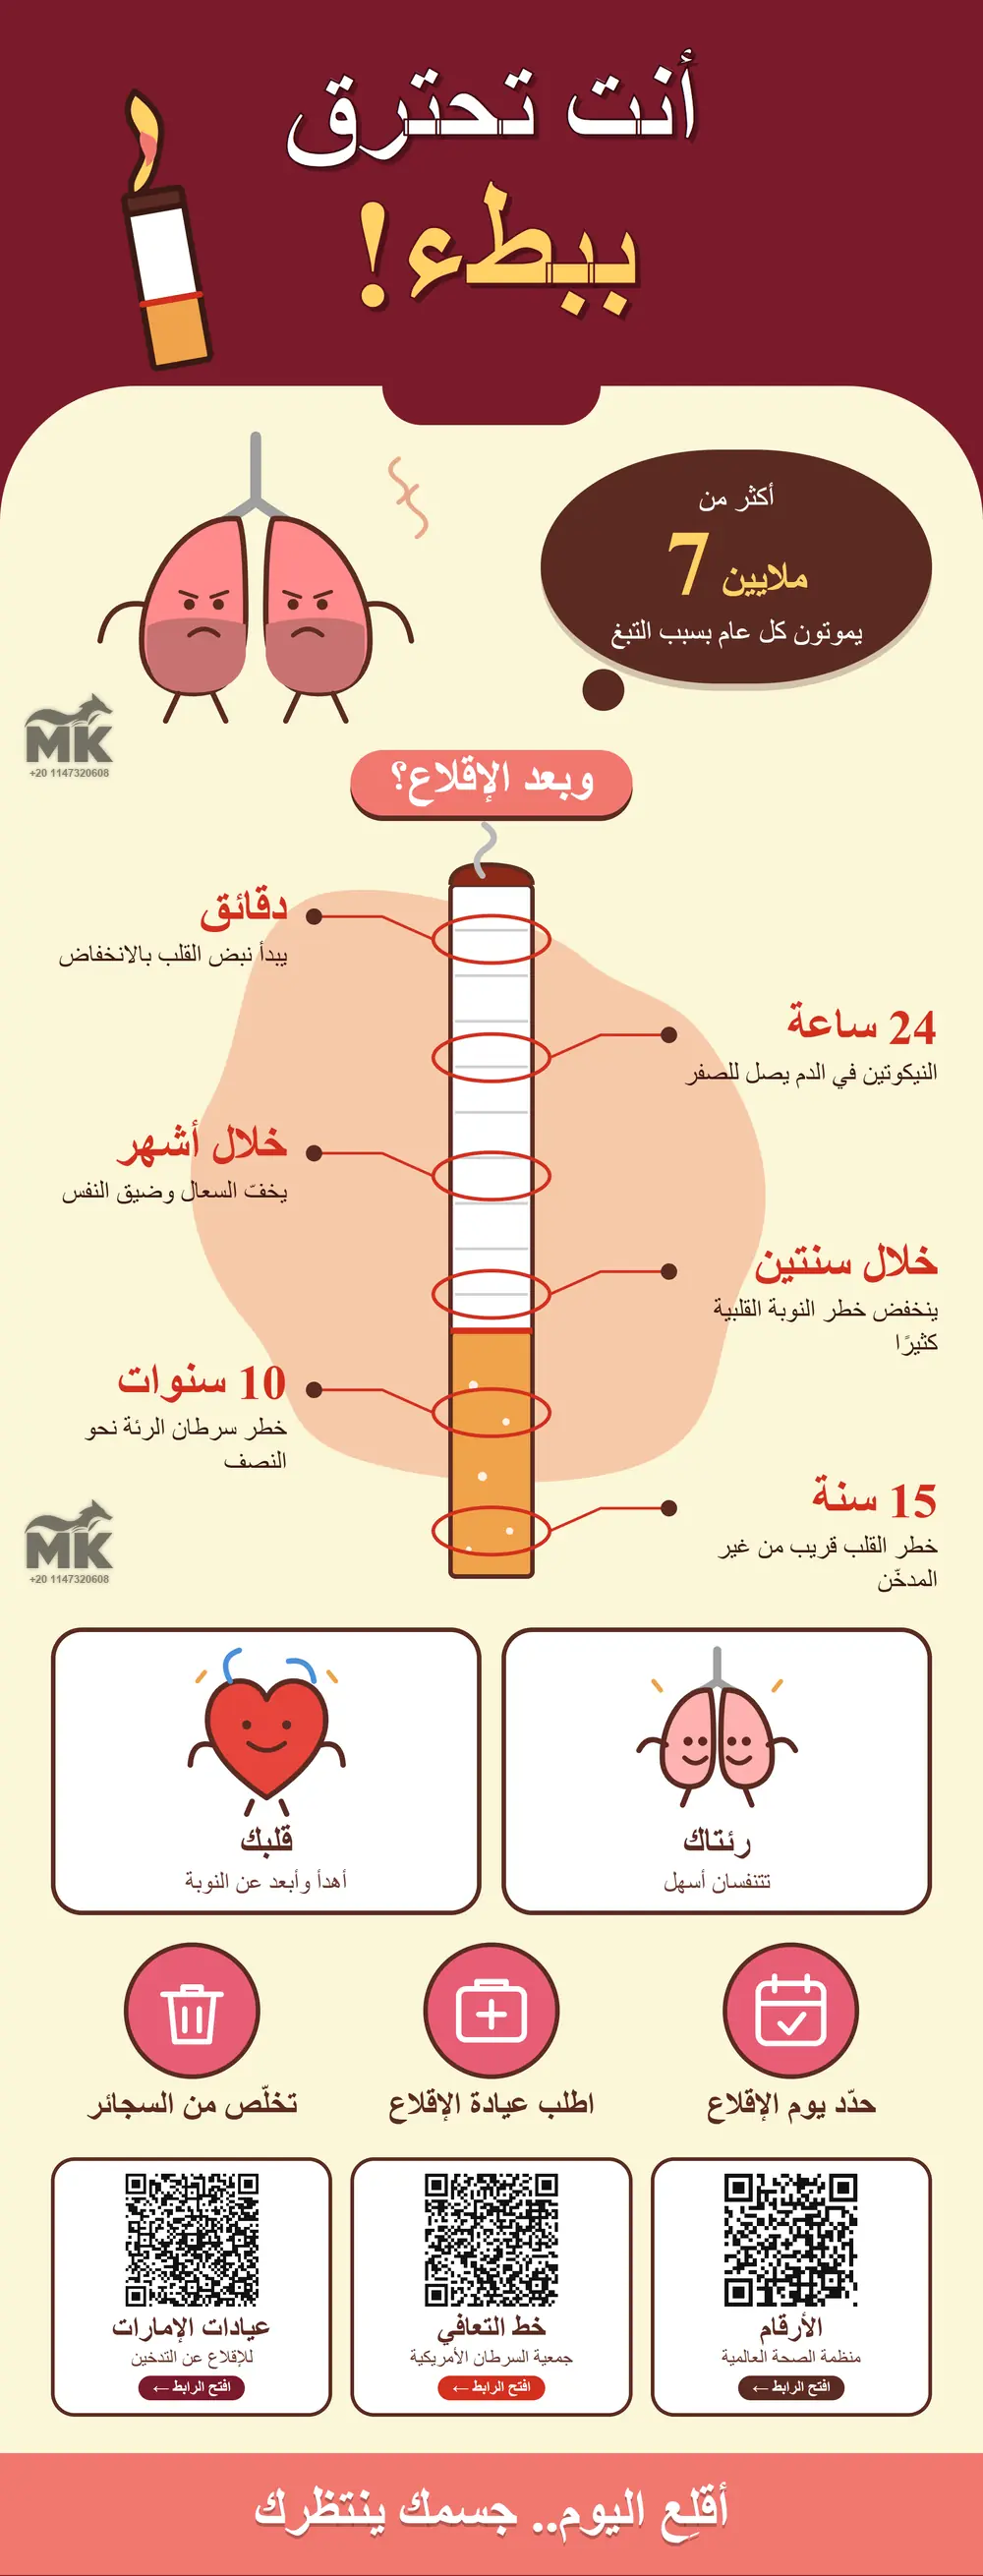 أنت تحترق
ببطء!
أكثر من
7 ملايين
يموتون كل عام بسبب التبغ
MK
+20 1147320608
وبعد الإقلاع؟
دقائق
يبدأ نبض القلب بالانخفاض
24 ساعة
النيكوتين في الدم يصل للصفر
خلال أشهر
يخفّ السعال وضيق النفس
خلال سنتين
ينخفض خطر النوبة القلبية
كثيرًا
10 سنوات
خطر سرطان الرئة نحو
النصف
15 سنة
خطر القلب قريب من غير
المدخّن
MK
+20 1147320608
رئتاك
تتنفسان أسهل
قلبك
أهدأ وأبعد عن النوبة
حدّد يوم الإقلاع
اطلب عيادة الإقلاع
تخلّص من السجائر
الأرقام
منظمة الصحة العالمية
افتح الرابط ←
خط التعافي
جمعية السرطان الأمريكية
افتح الرابط ←
عيادات الإمارات
للإقلاع عن التدخين
افتح الرابط ←
أقلِع اليوم.. جسمك ينتظرك